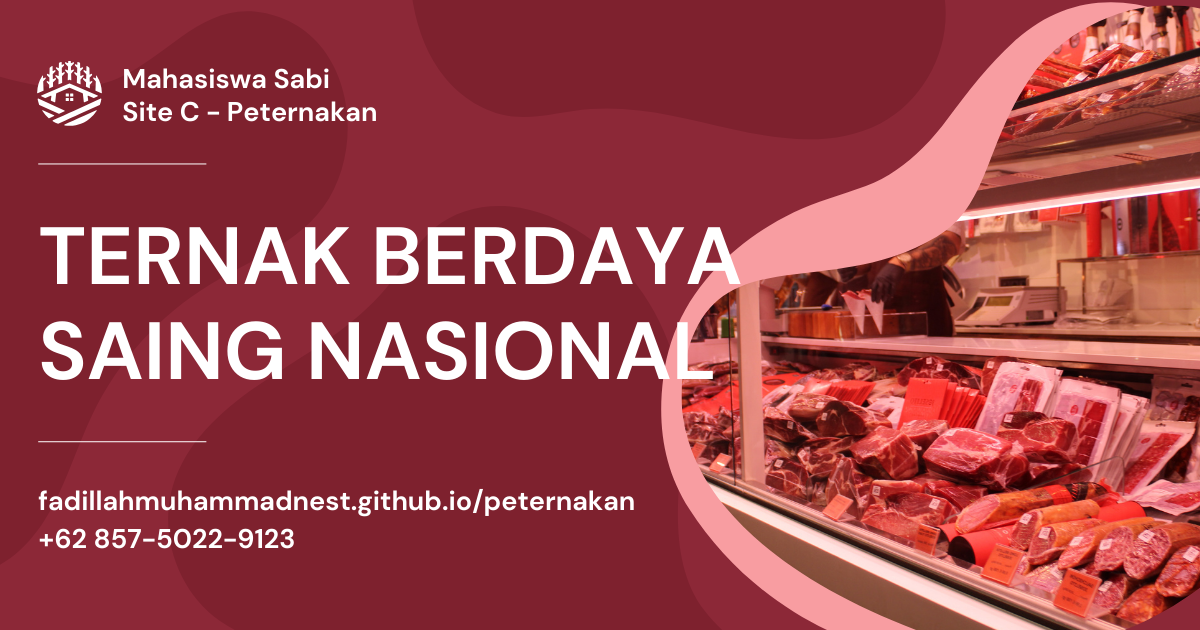 Mahasiswa Sabi
Site C - Peternakan
TERNAK BERDAYA
SAING NASIONAL
fadillahmuhammadnest.github.io/peternakan
+62 857-5022-9123